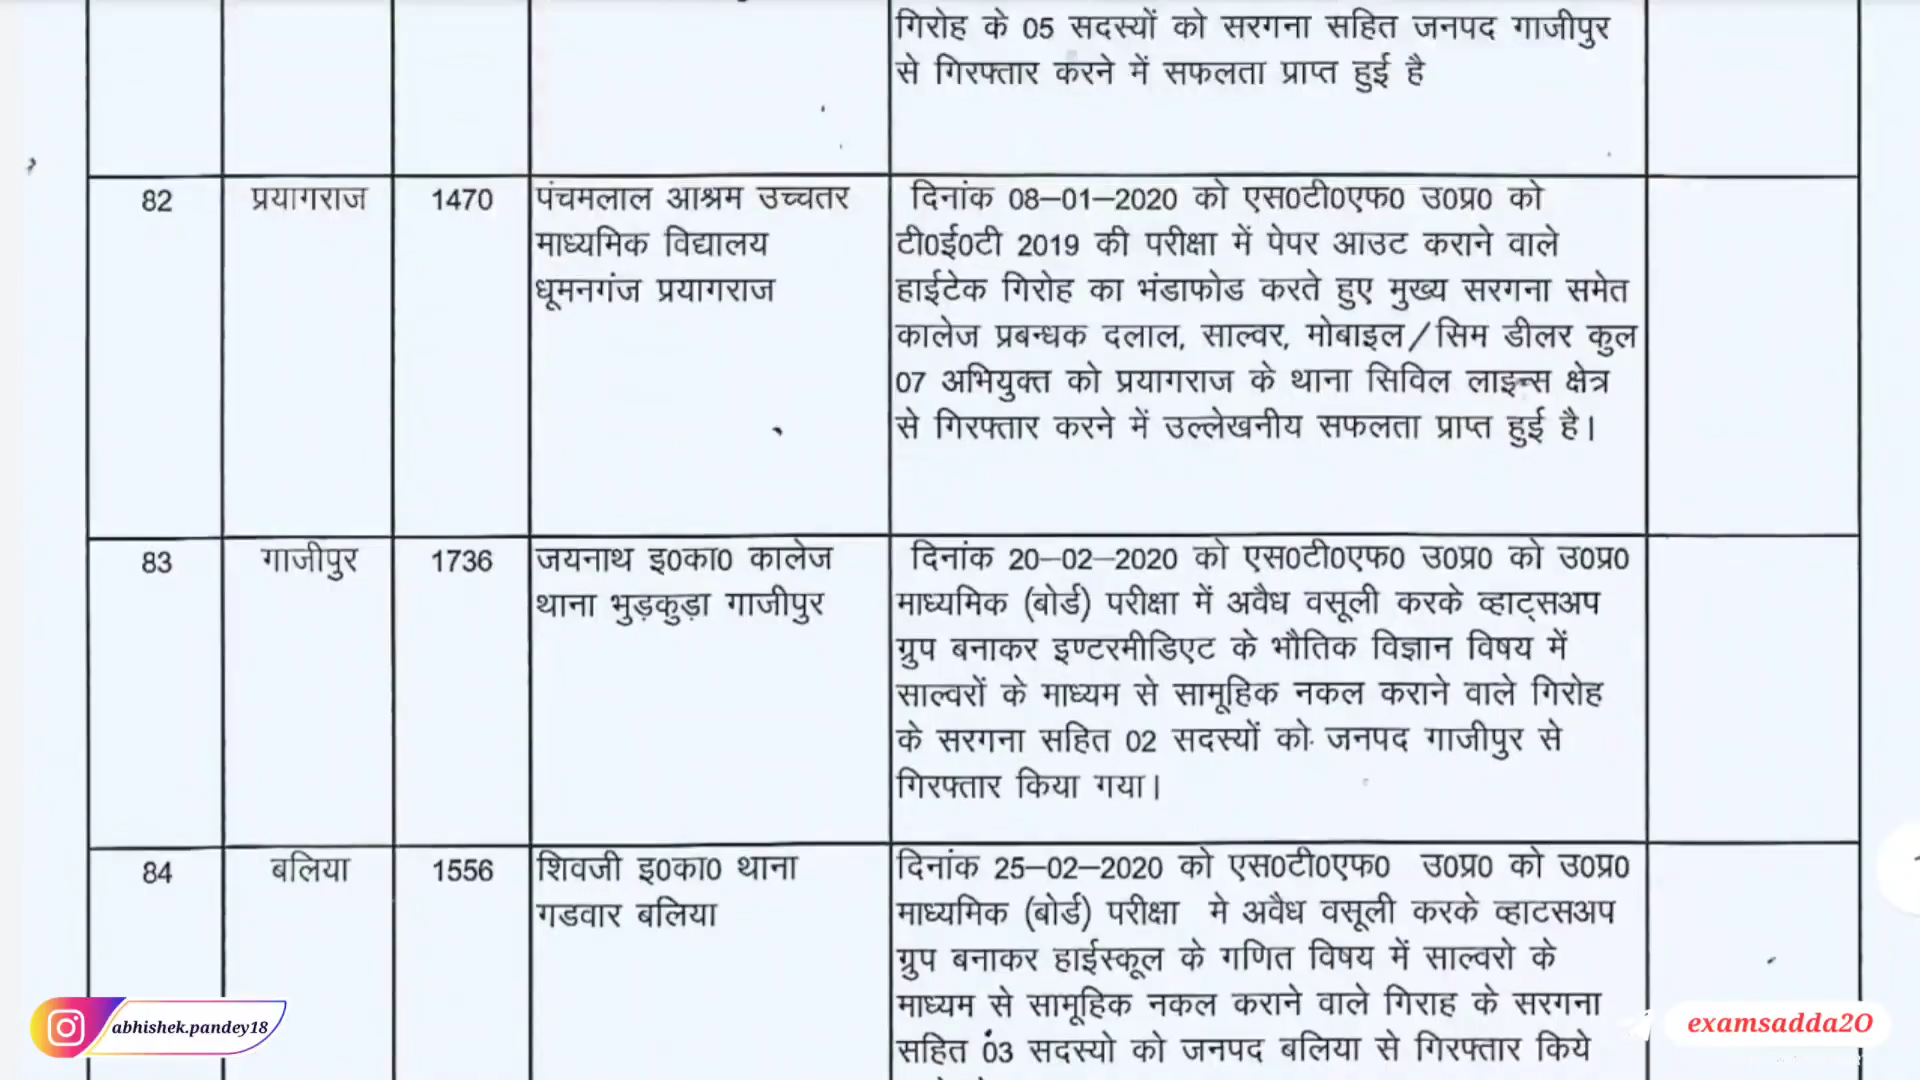 गिरोह के 05 सदस्यों को सरगना सहित जनपद गाजीपुर
से गिरफ्तार करने में सफलता प्राप्त हुई है
82
प्रयागराज
1470
पंचमलाल आश्रम उच्चतर
माध्यमिक विद्यालय
धूमनगंज प्रयागराज
दिनांक 08–01–2020 को एस0टी0एफ0 उ0प्र0 को
टी0ई0टी 2019 की परीक्षा में पेपर आउट कराने वाले
हाईटेक गिरोह का भंडाफोड करते हुए मुख्य सरगना समेत
कालेज प्रबन्धक दलाल, साल्वर, मोबाइल/सिम डीलर कुल
07 अभियुक्त को प्रयागराज के थाना सिविल लाइन्स क्षेत्र
से गिरफ्तार करने में उल्लेखनीय सफलता प्राप्त हुई है।
83
गाजीपुर
1736
जयनाथ इ0का0 कालेज
थाना भुड़कुड़ा गाजीपुर
दिनांक 20–02–2020 को एस0टी0एफ0 उ0प्र0 को उ0प्र0
माध्यमिक (बोर्ड) परीक्षा में अवैध वसूली करके व्हाट्सअप
ग्रुप बनाकर इण्टरमीडिएट के भौतिक विज्ञान विषय में
साल्वरों के माध्यम से सामूहिक नकल कराने वाले गिरोह
के सरगना सहित 02 सदस्यों को जनपद गाजीपुर से
गिरफ्तार किया गया।
84
बलिया
1556
शिवजी इ0का0 थाना
गडवार बलिया
दिनांक 25–02–2020 को एस0टी0एफ0 उ0प्र0 को उ0प्र0
माध्यमिक (बोर्ड) परीक्षा मे अवैध वसूली करके व्हाटसअप
ग्रुप बनाकर हाईस्कूल के गणित विषय में साल्वरो के
माध्यम से सामूहिक नकल कराने वाले गिराह के सरगना
सहित 03 सदस्यो को जनपद बलिया से गिरफ्तार किये
abhishek.pandey18
examsadda20